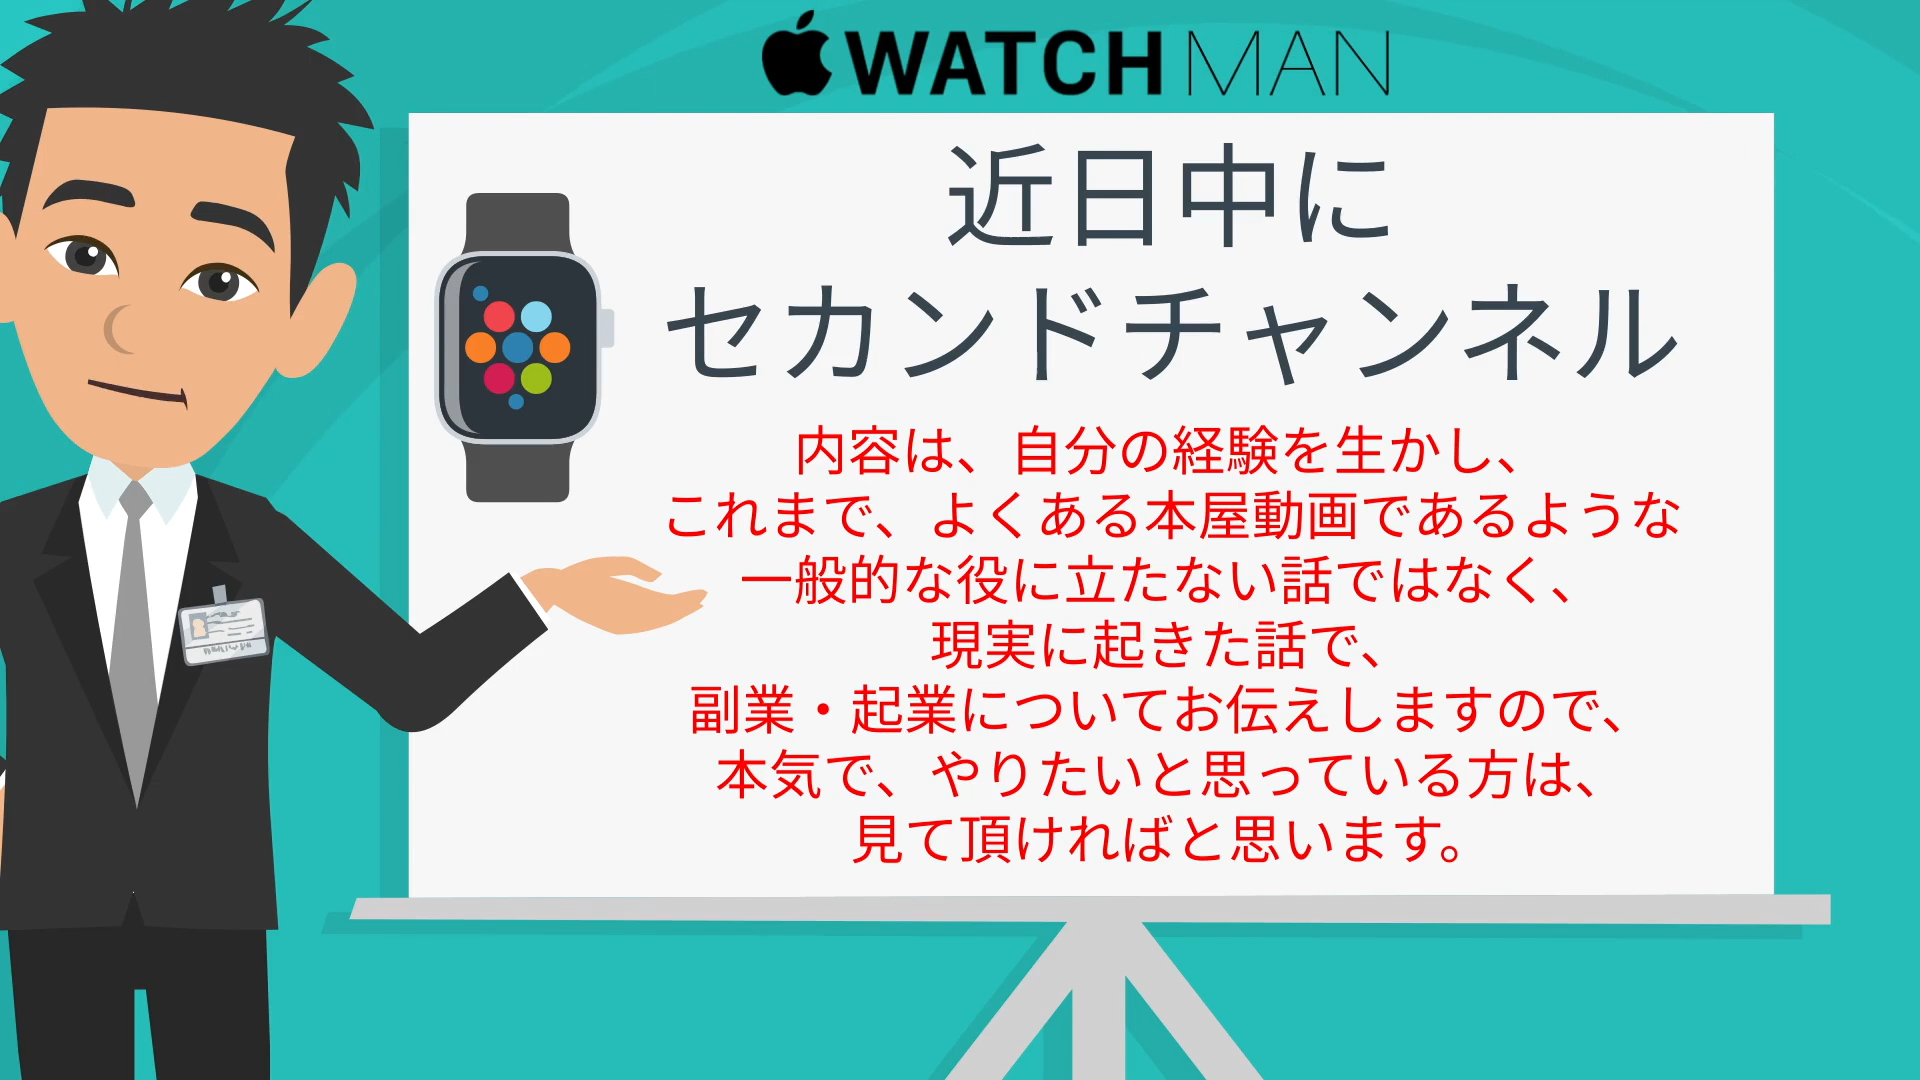 WATCH MAN
近日中に
セカンドチャンネル
内容は、自分の経験を生かし、
これまで、よくある本屋動画であるような
一般的な役に立たない話ではなく、
現実に起きた話で、
副業・起業についてお伝えしますので、
本気で、やりたいと思っている方は、
見て頂ければと思います。